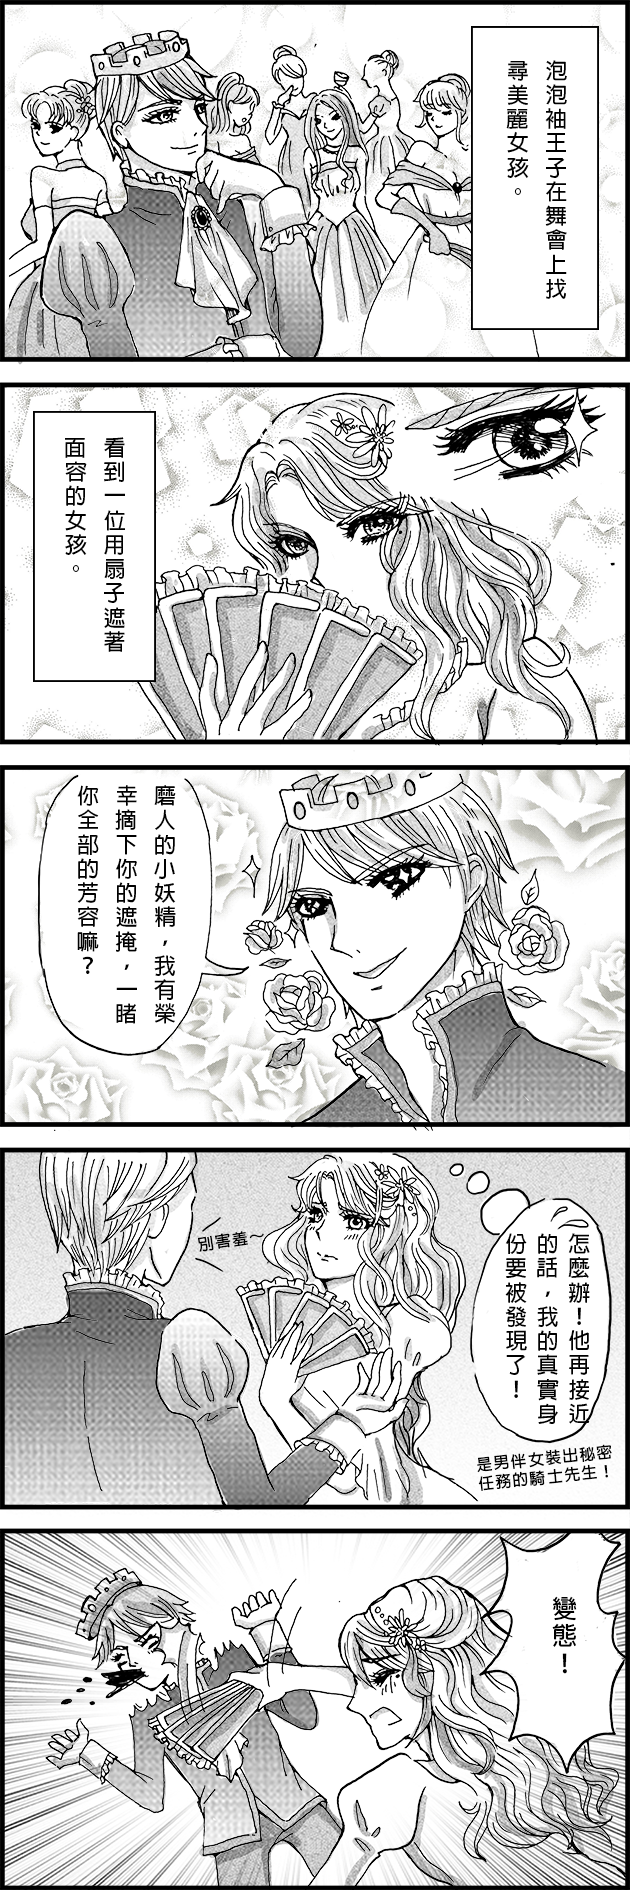 泡泡袖王子在舞會上找
尋美麗女孩。
看到一位用扇子遮著
面容的女孩。
磨人的小妖精，我有榮
幸摘下你的遮掩，一睹
你全部的芳容嘛？
別害羞～
怎麼辦！他再接近
的話，我的真實身
份要被發現了！
是男伴女裝出秘密
任務的騎士先生！
變態！